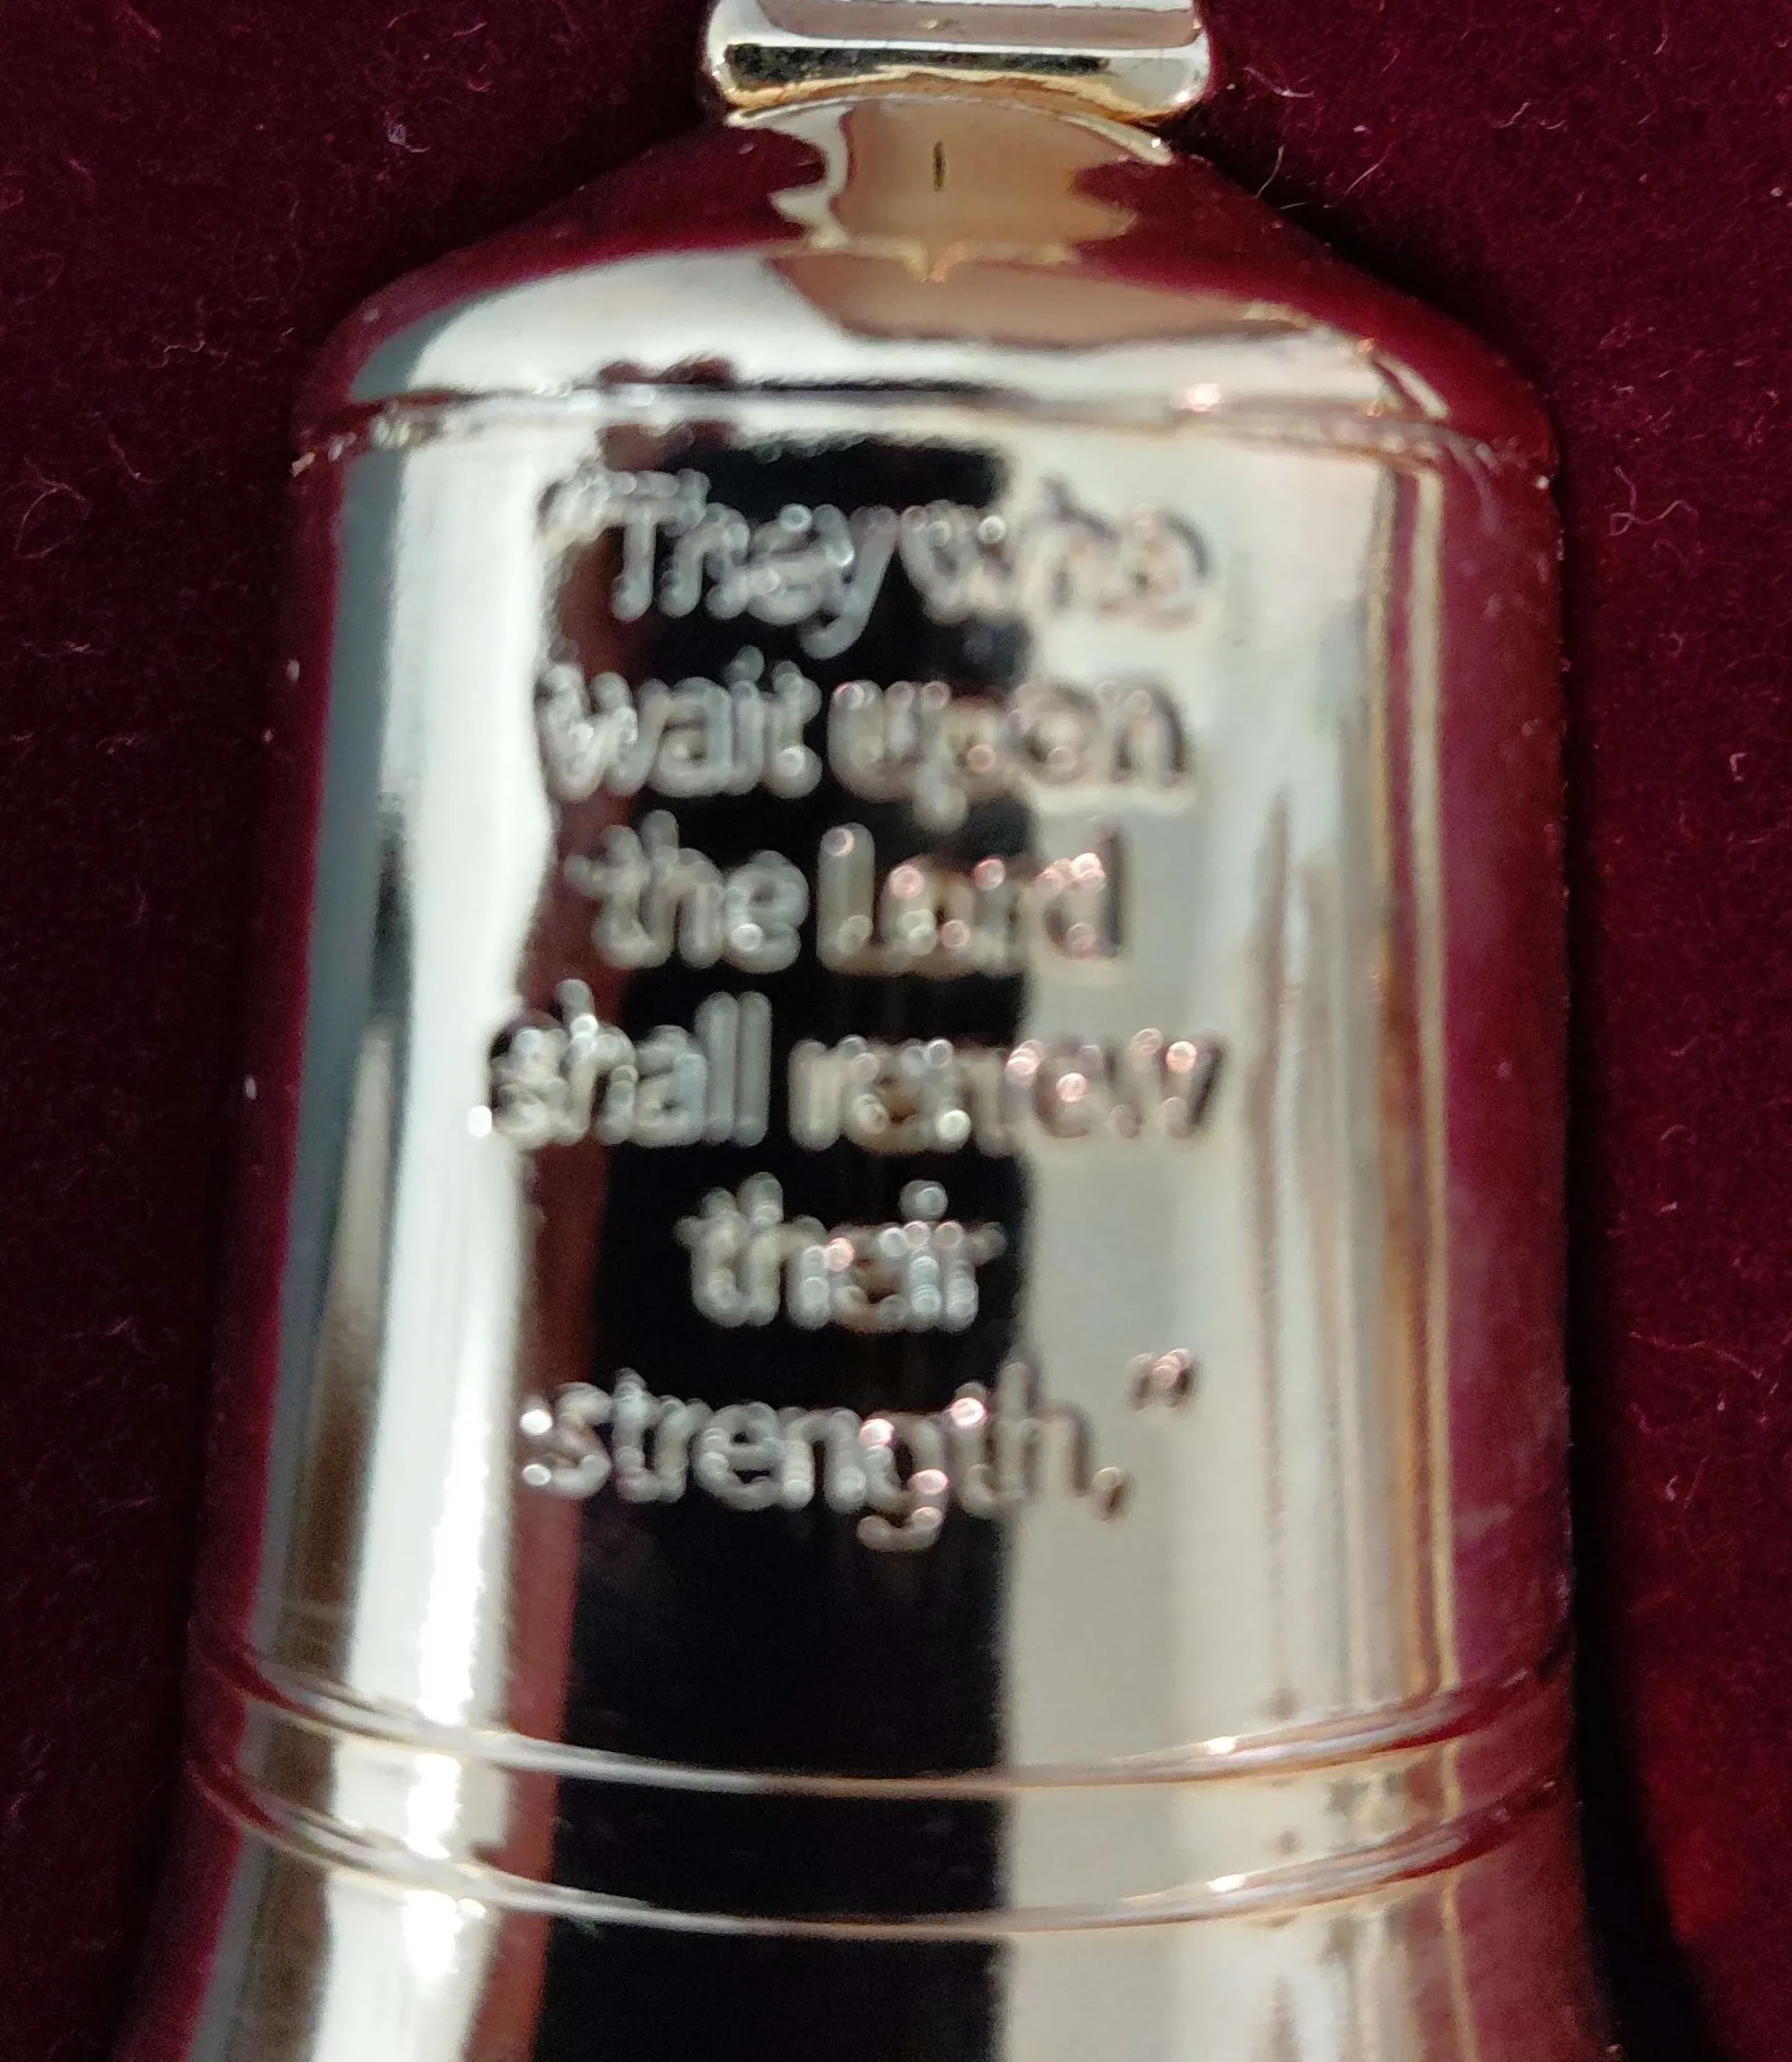 "They who
wait upon
the Lord
shall renew
their
strength,"